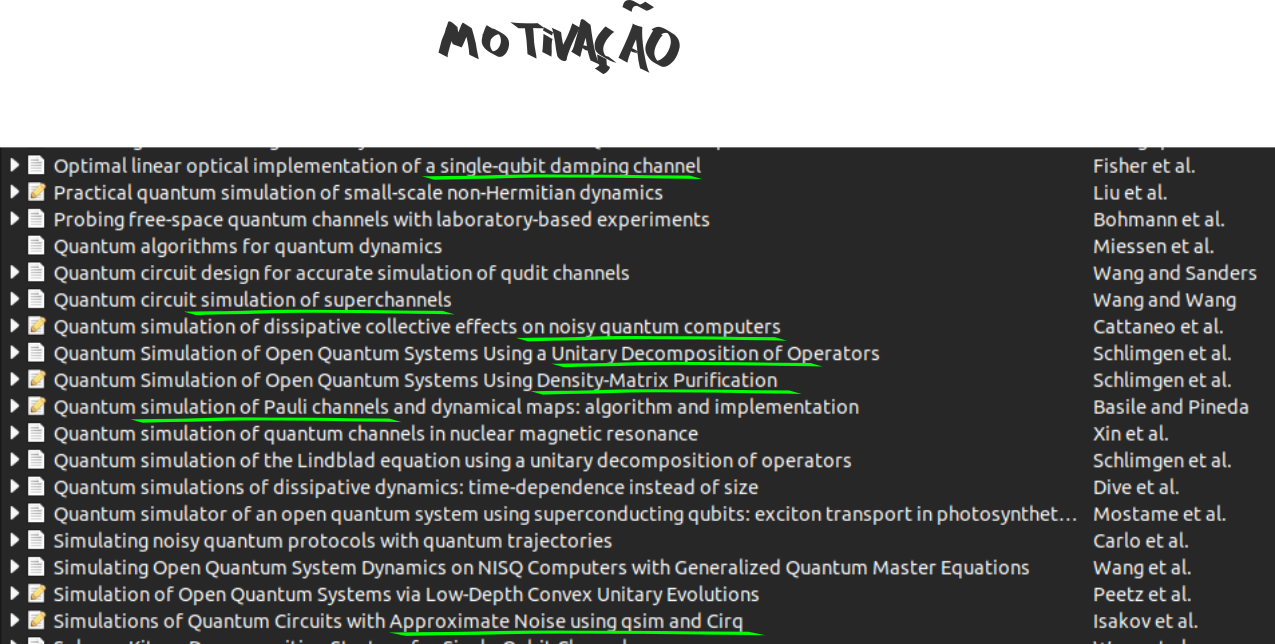 MOTIVAÇÃO
Optimal linear optical implementation of a single-qubit damping channel Fisher et al.
Practical quantum simulation of small-scale non-Hermitian dynamics Liu et al.
Probing free-space quantum channels with laboratory-based experiments Bohmann et al.
Quantum algorithms for quantum dynamics Miessen et al.
Quantum circuit design for accurate simulation of qudit channels Wang and Sanders
Quantum circuit simulation of superchannels Wang and Wang
Quantum simulation of dissipative collective effects on noisy quantum computers Cattaneo et al.
Quantum Simulation of Open Quantum Systems Using a Unitary Decomposition of Operators Schlimgen et al.
Quantum Simulation of Open Quantum Systems Using Density-Matrix Purification Schlimgen et al.
Quantum simulation of Pauli channels and dynamical maps: algorithm and implementation Basile and Pineda
Quantum simulation of quantum channels in nuclear magnetic resonance Xin et al.
Quantum simulation of the Lindblad equation using a unitary decomposition of operators Schlimgen et al.
Quantum simulations of dissipative dynamics: time-dependence instead of size Dive et al.
Quantum simulator of an open quantum system using superconducting qubits: exciton transport in photosynthet… Mostame et al.
Simulating noisy quantum protocols with quantum trajectories Carlo et al.
Simulating Open Quantum System Dynamics on NISQ Computers with Generalized Quantum Master Equations Wang et al.
Simulation of Open Quantum Systems via Low-Depth Convex Unitary Evolutions Peetz et al.
Simulations of Quantum Circuits with Approximate Noise using qsim and Cirq Isakov et al.